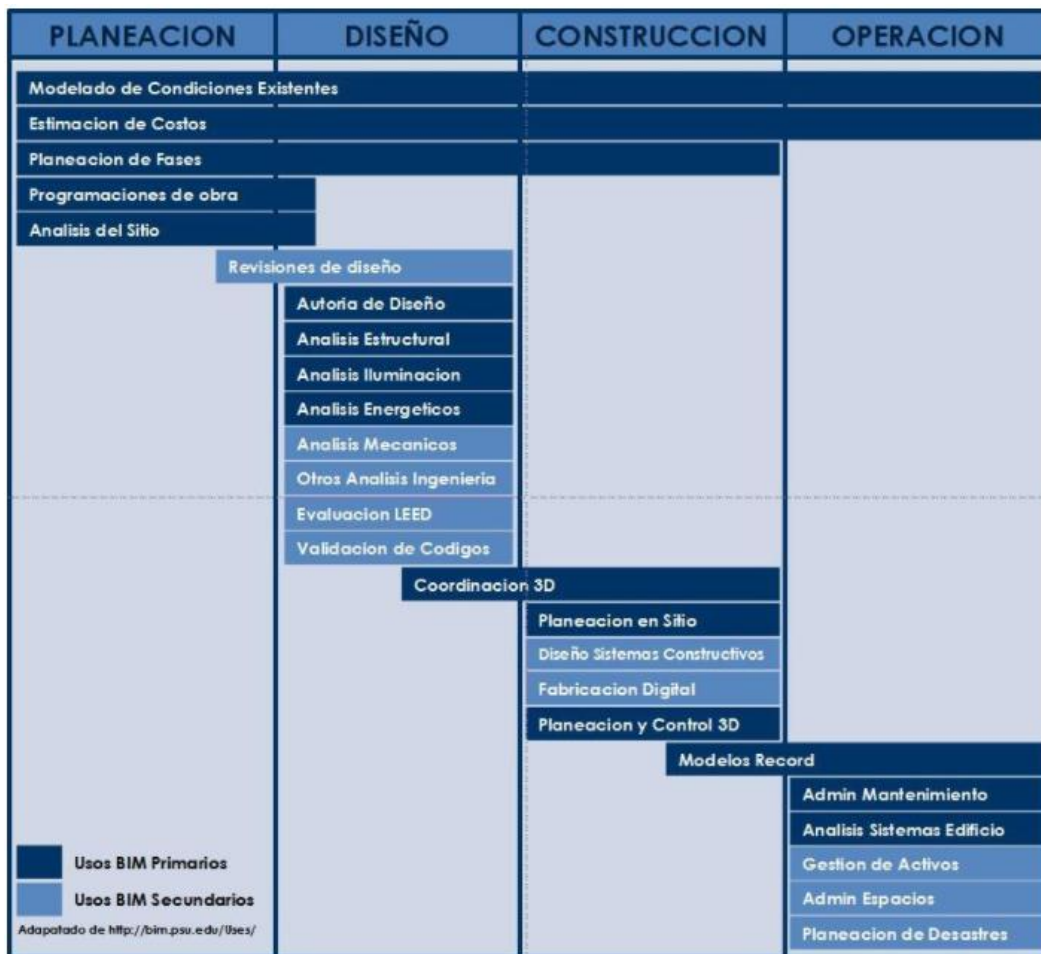 PLANEACION DISEÑO CONSTRUCCION OPERACION
Modelado de Condiciones Existentes
Estimacion de Costos
Planeacion de Fases
Programaciones de obra
Analisis del Sitio
Revisiones de diseño
Autoria de Diseño
Analisis Estructural
Analisis Iluminacion
Analisis Energeticos
Analisis Mecanicos
Otros Analisis Ingenieria
Evaluacion LEED
Validacion de Codigos
Coordinacion 3D
Planeacion en Sitio
Diseño Sistemas Constructivos
Fabricacion Digital
Planeacion y Control 3D
Modelos Record
Admin Mantenimiento
Analisis Sistemas Edificio
Gestion de Activos
Admin Espacios
Planeacion de Desastres
Usos BIM Primarios
Usos BIM Secundarios
Adapatado de http://bim.psu.edu/Uses/